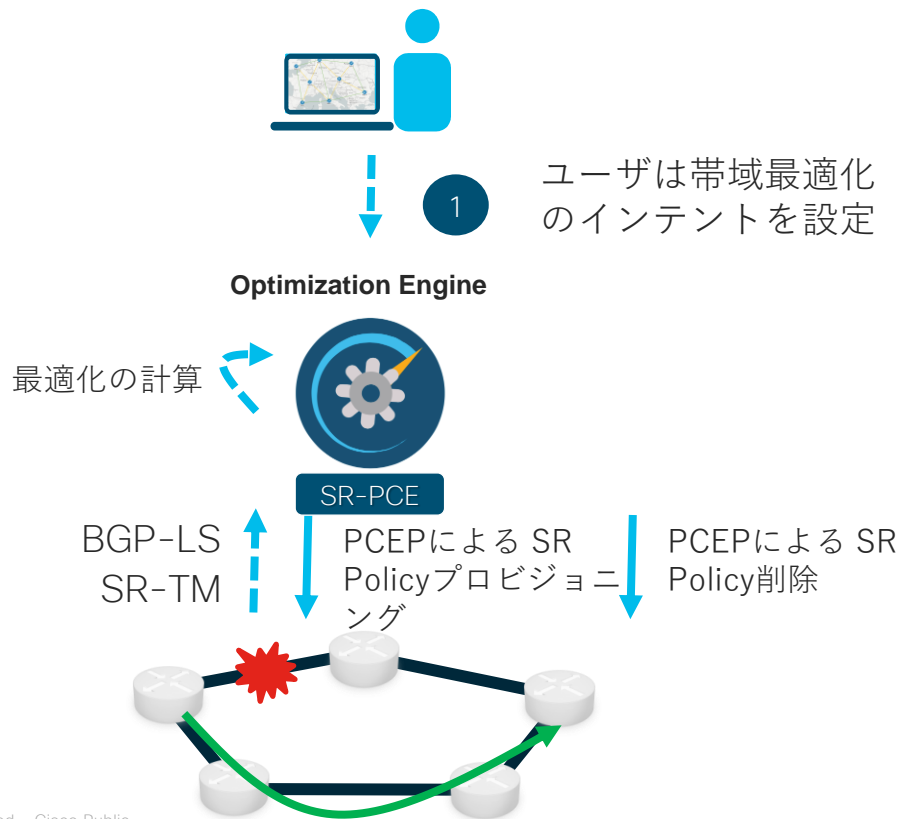 1
ユーザは帯域最適化
のインテントを設定
Optimization Engine
最適化の計算
SR-PCE
BGP-LS
SR-TM
PCEPによる SR
Policyプロビジョニ
ング
PCEPによる SR
Policy削除
Cisco Public